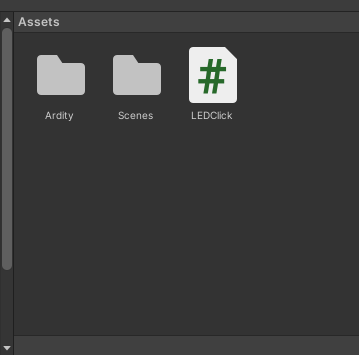 Assets
#
Ardity
Scenes
LEDClick